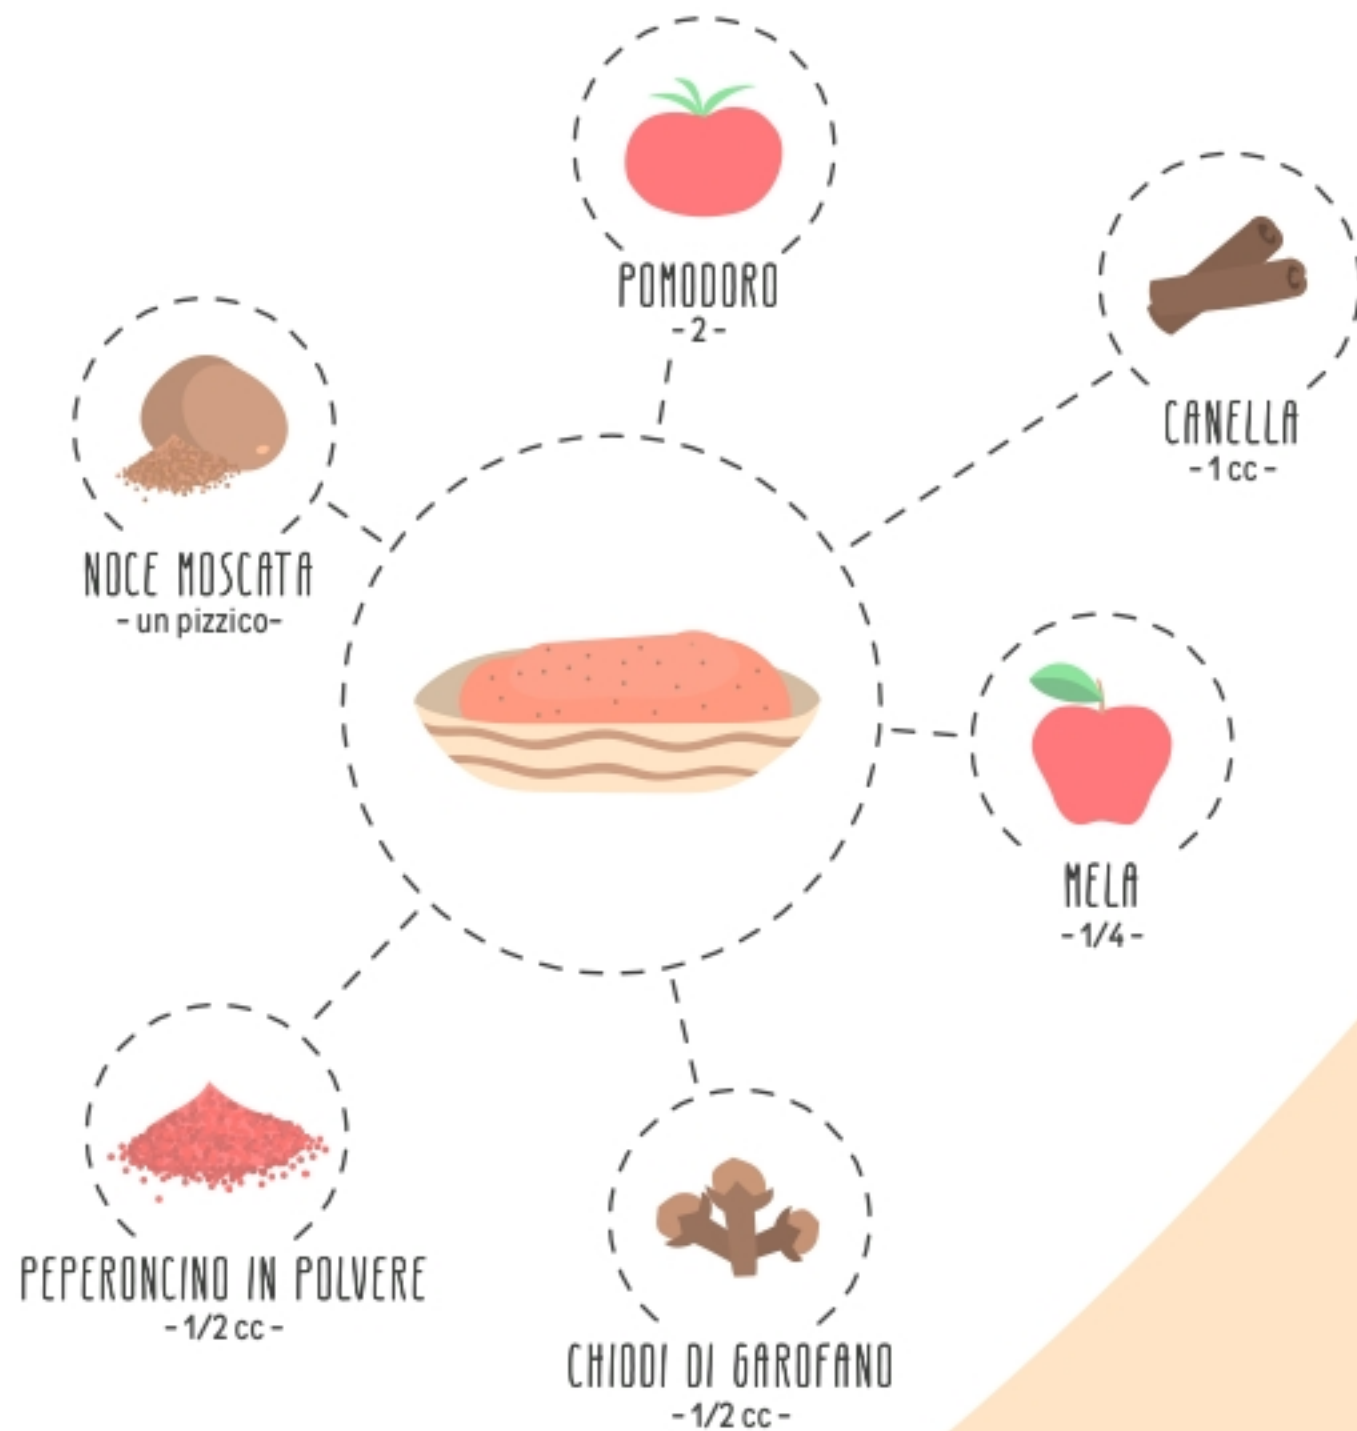 POMODORO
-2-
CANELLA
-1 cc-
NOCE MOSCATA
- un pizzico-
MELA
-1/4-
PEPERONCINO IN POLVERE
-1/2 cc-
CHIODI DI GAROFANO
-1/2 cc-